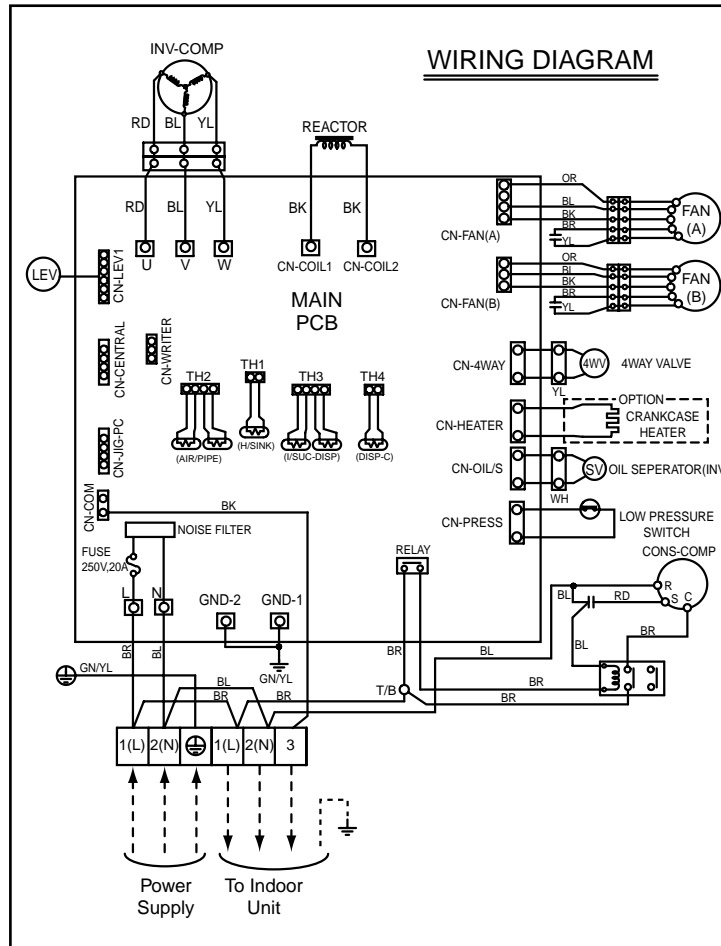 WIRING DIAGRAM
INV-COMP
RD BL YL
REACTOR
RD BL YL
BK BK
U V W
CN-COIL1 CN-COIL2
MAIN
PCB
LEV
CN-LEV1
CN-CENTRAL
CN-WRITER
CN-JIG-PC
CN-COM
TH2
(AIR/PIPE)
TH1
(H/SINK)
TH3
(I/SUC-DISP)
TH4
(DISP-C)
CN-FAN(A)
OR
BL
BK
BR
YL
FAN
(A)
CN-FAN(B)
OR
BL
BK
BR
YL
FAN
(B)
CN-4WAY
YL
4WV
4WAY VALVE
CN-HEATER
OPTION
CRANKCASE
HEATER
CN-OIL/S
WH
SV
OIL SEPERATOR(INV
CN-PRESS
LOW PRESSURE
SWITCH
CONS-COMP
R
S C
BL
RD
BL
BR
BK
NOISE FILTER
FUSE
250V,20A
L N
GND-2 GND-1
RELAY
BR BL
BR
BL
GN/YL
GN/YL
BL
BR
BR
T/B
BR
BR
1(L) 2(N) 1(L) 2(N) 3
Power
Supply
To Indoor
Unit